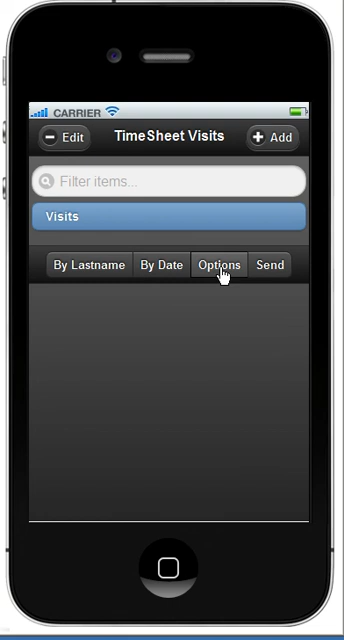 CARRIER
Edit TimeSheet Visits Add
Filter items...
Visits
By Lastname By Date Options Send